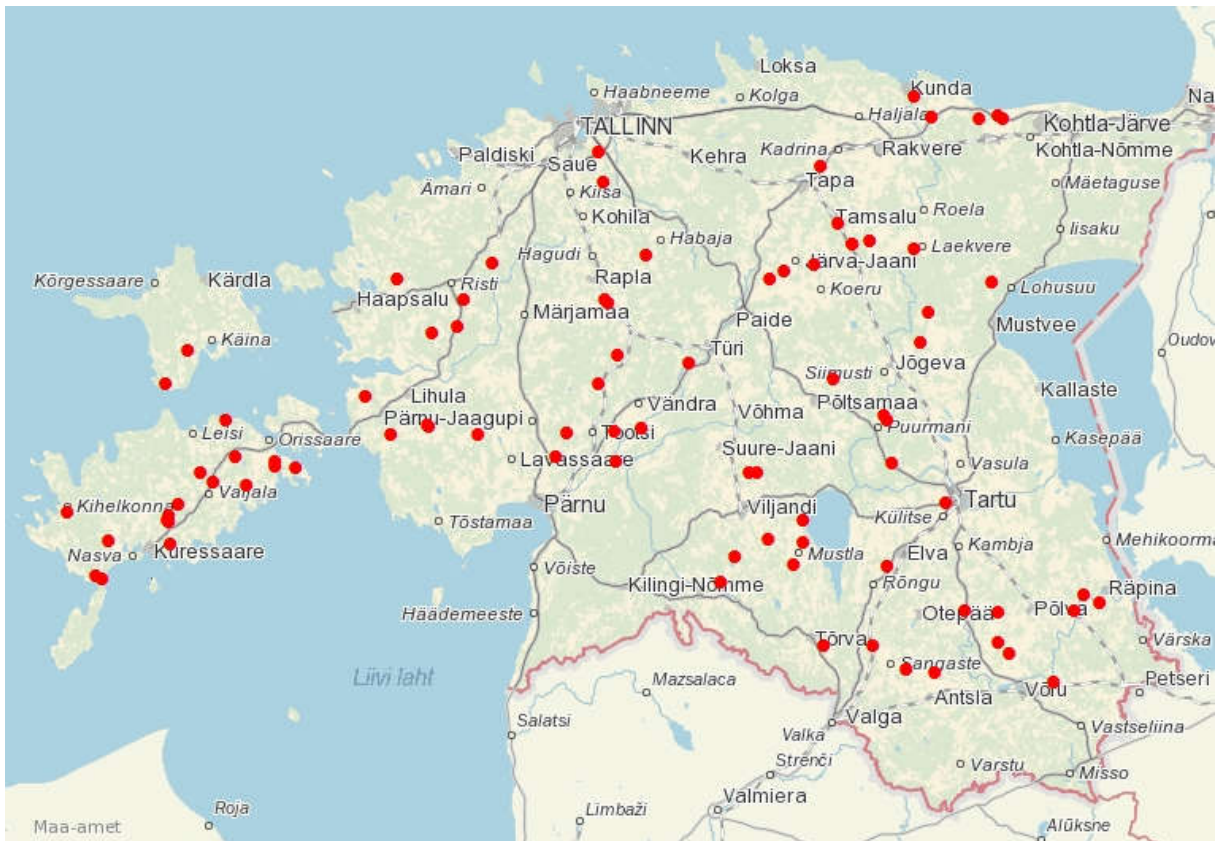 Loksa
Haabneeme
Kolga
Kunda
Haljala
Na
TALLINN
Kohtla-Järve
Paldiski
Saue
Kehra
Kadrina
Rakvere
Kohtla-Nõmme
Ämari
Kiisa
Tapa
Mäetaguse
Kohila
Tamsalu
Roela
Iisaku
Habaja
Hagudi
Laekvere
Järva-Jaani
Kõrgessaare
Kärdla
Risti
Rapla
Koeru
Lohusuu
Haapsalu
Märjamaa
Paide
Mustvee
Käina
Türi
Oudov
Jõgeva
Siimusti
Kallaste
Lihula
Vändra
Võhma
Põltsamaa
Pärnu-Jaagupi
Puurmani
Leisi
Orissaare
Tootsi
Kasepää
Suure-Jaani
Lavassaare
Vasula
Kihelkonna
Valjala
Pärnu
Viljandi
Tartu
Tõstamaa
Külitse
Nasva
Kuressaare
Mustla
Elva
Kambja
Mehikoorma
Võiste
Kilingi-Nõmme
Rõngu
Räpina
Häädemeeste
Otepää
Põlva
Tõrva
Värska
Sangaste
Liivi laht
Mazsalaca
Antsla
Võru
Petseri
Salatsi
Valga
Valka
Vastseliina
Strenči
Varstu
Misso
Roja
Limbaži
Valmiera
Maa-amet
Alūksne